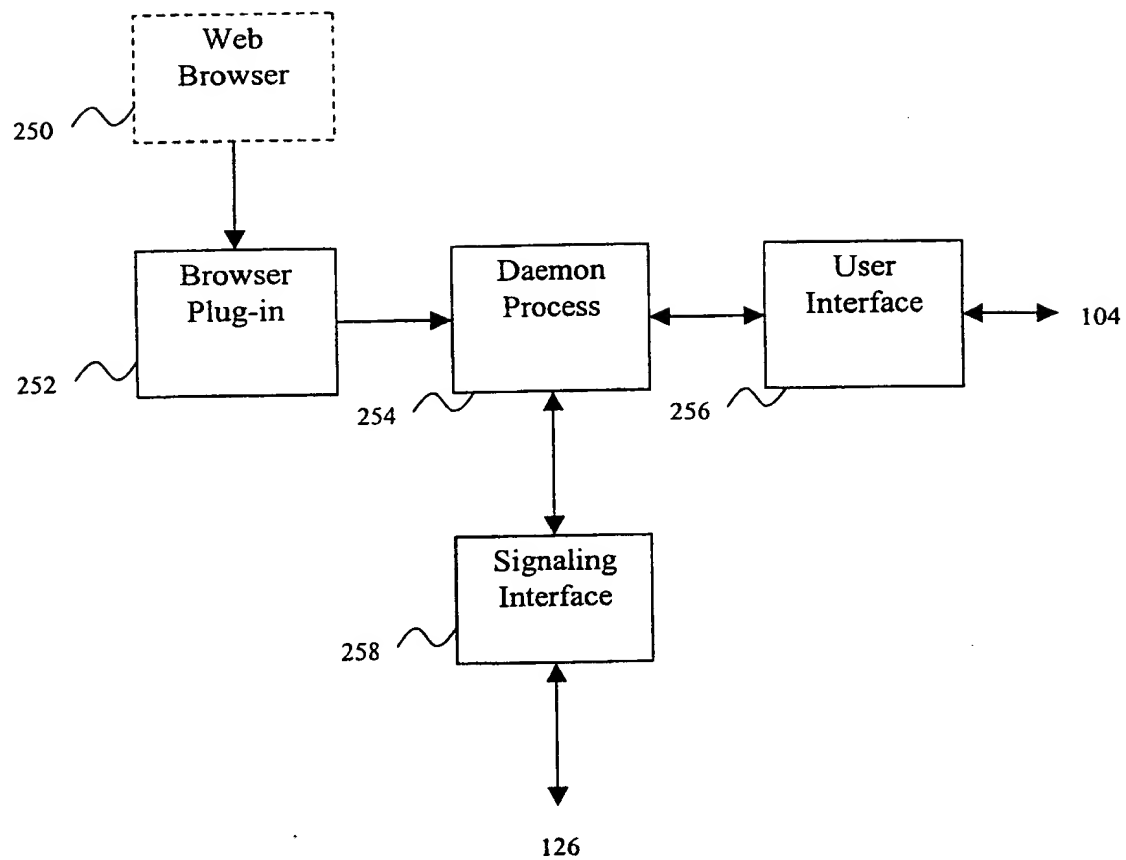 Web
Browser
250
Browser
Plug-in
252
Daemon
Process
254
User
Interface
256
104
Signaling
Interface
258
126